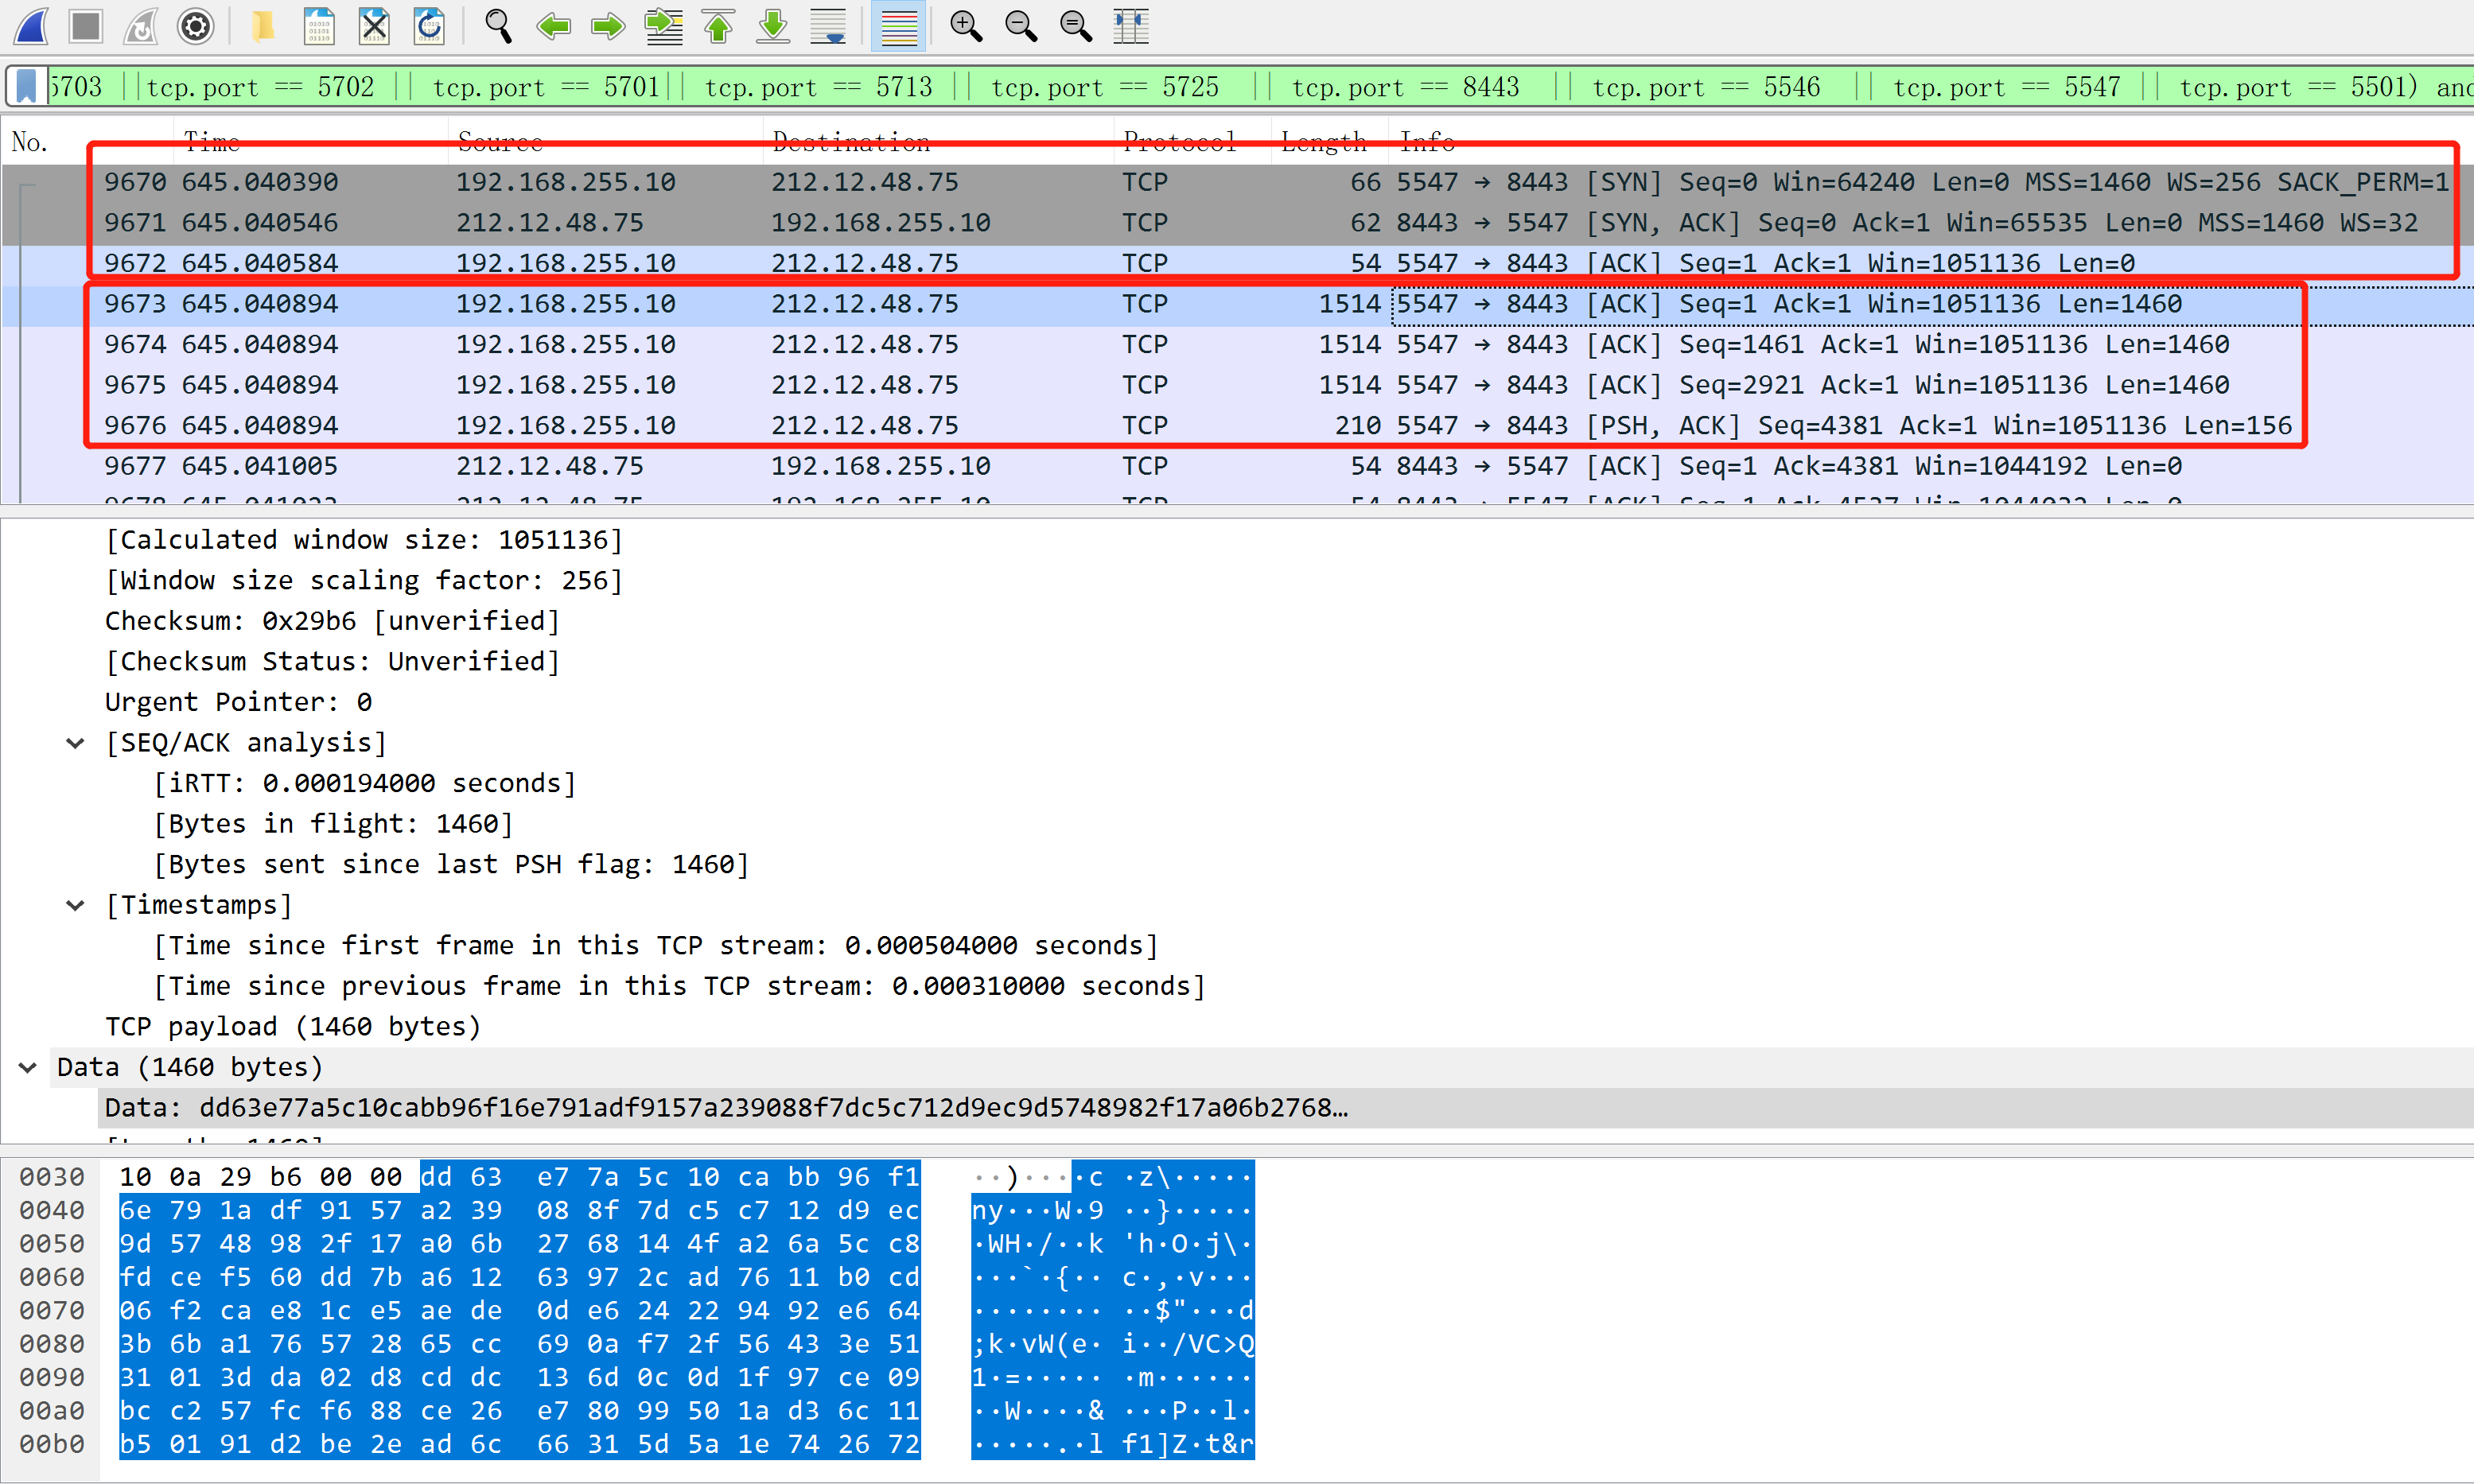 5703 ||tcp.port == 5702 || tcp.port == 5701|| tcp.port == 5713 || tcp.port == 5725 || tcp.port == 8443 || tcp.port == 5546 || tcp.port == 5547 || tcp.port == 5501) and
No. Time Source Destination Protocol Length Info
9670 645.040390 192.168.255.10 212.12.48.75 TCP 66 5547 → 8443 [SYN] Seq=0 Win=64240 Len=0 MSS=1460 WS=256 SACK_PERM=1
9671 645.040546 212.12.48.75 192.168.255.10 TCP 62 8443 → 5547 [SYN, ACK] Seq=0 Ack=1 Win=65535 Len=0 MSS=1460 WS=32
9672 645.040584 192.168.255.10 212.12.48.75 TCP 54 5547 → 8443 [ACK] Seq=1 Ack=1 Win=1051136 Len=0
9673 645.040894 192.168.255.10 212.12.48.75 TCP 1514 5547 → 8443 [ACK] Seq=1 Ack=1 Win=1051136 Len=1460
9674 645.040894 192.168.255.10 212.12.48.75 TCP 1514 5547 → 8443 [ACK] Seq=1461 Ack=1 Win=1051136 Len=1460
9675 645.040894 192.168.255.10 212.12.48.75 TCP 1514 5547 → 8443 [ACK] Seq=2921 Ack=1 Win=1051136 Len=1460
9676 645.040894 192.168.255.10 212.12.48.75 TCP 210 5547 → 8443 [PSH, ACK] Seq=4381 Ack=1 Win=1051136 Len=156
9677 645.041005 212.12.48.75 192.168.255.10 TCP 54 8443 → 5547 [ACK] Seq=1 Ack=4381 Win=1044192 Len=0
[Calculated window size: 1051136]
[Window size scaling factor: 256]
Checksum: 0x29b6 [unverified]
[Checksum Status: Unverified]
Urgent Pointer: 0
[SEQ/ACK analysis]
[iRTT: 0.000194000 seconds]
[Bytes in flight: 1460]
[Bytes sent since last PSH flag: 1460]
[Timestamps]
[Time since first frame in this TCP stream: 0.000504000 seconds]
[Time since previous frame in this TCP stream: 0.000310000 seconds]
TCP payload (1460 bytes)
Data (1460 bytes)
Data: dd63e77a5c10cabb96f16e791adf9157a239088f7dc5c712d9ec9d5748982f17a06b2768…
0030 10 0a 29 b6 00 00 dd 63 e7 7a 5c 10 ca bb 96 f1 ··)····c ·z\·····
0040 6e 79 1a df 91 57 a2 39 08 8f 7d c5 c7 12 d9 ec ny···W·9 ··}·····
0050 9d 57 48 98 2f 17 a0 6b 27 68 14 4f a2 6a 5c c8 ·WH·/··k 'h·O·j\·
0060 fd ce f5 60 dd 7b a6 12 63 97 2c ad 76 11 b0 cd ···`·{·· c·,·v···
0070 06 f2 ca e8 1c e5 ae de 0d e6 24 22 94 92 e6 64 ········ ··$"···d
0080 3b 6b a1 76 57 28 65 cc 69 0a f7 2f 56 43 3e 51 ;k·vW(e· i··/VC>Q
0090 31 01 3d da 02 d8 cd dc 13 6d 0c 0d 1f 97 ce 09 1·=····· ·m······
00a0 bc c2 57 fc f6 88 ce 26 e7 80 99 50 1a d3 6c 11 ··W····& ···P··l·
00b0 b5 01 91 d2 be 2e ad 6c 66 31 5d 5a 1e 74 26 72 ·····.·l f1]Z·t&r